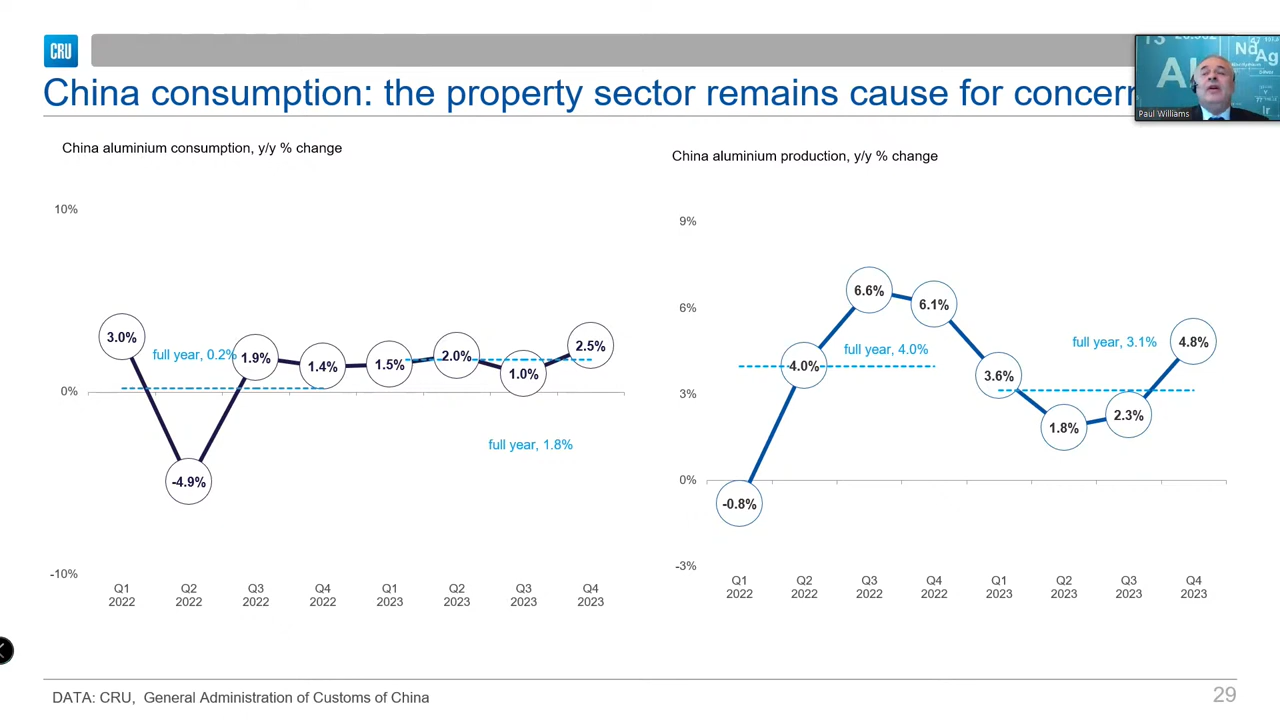 CRU
China consumption: the property sector remains cause for concern
Paul Williams
13
Nd
Ag
Al
Ir
China aluminium consumption, y/y % change
10%
0%
-10%
3.0%
full year, 0.2%
-4.9%
1.9%
1.4%
1.5%
2.0%
1.0%
2.5%
full year, 1.8%
Q1 Q2 Q3 Q4 Q1 Q2 Q3 Q4
2022 2022 2022 2022 2023 2023 2023 2023
China aluminium production, y/y % change
9%
6%
3%
0%
-3%
-0.8%
4.0%
6.6%
6.1%
full year, 4.0%
3.6%
1.8%
2.3%
full year, 3.1%
4.8%
Q1 Q2 Q3 Q4 Q1 Q2 Q3 Q4
2022 2022 2022 2022 2023 2023 2023 2023
DATA: CRU, General Administration of Customs of China
29